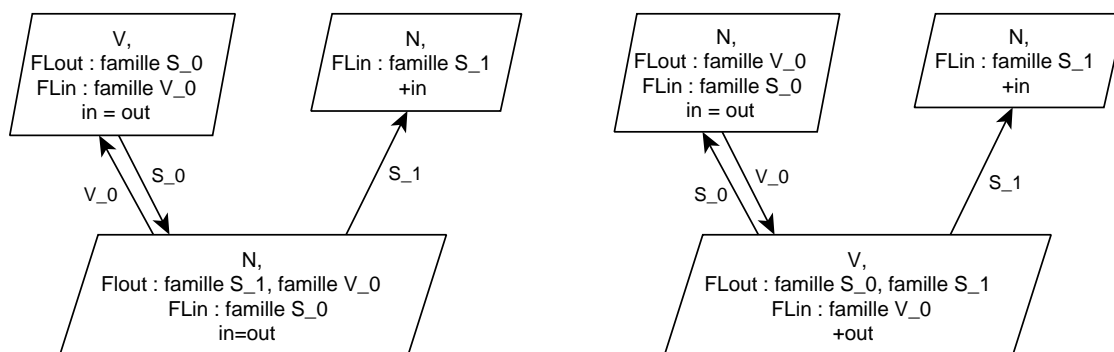 V,
FLout : famille S_0
FLin : famille V_0
in = out
N,
FLin : famille S_1
+in
V_0
S_0
S_1
N,
Flout : famille S_1, famille V_0
FLin : famille S_0
in=out
N,
FLout : famille V_0
FLin : famille S_0
in = out
N,
FLin : famille S_1
+in
S_0
V_0
S_1
V,
FLout : famille S_0, famille S_1
FLin : famille V_0
+out